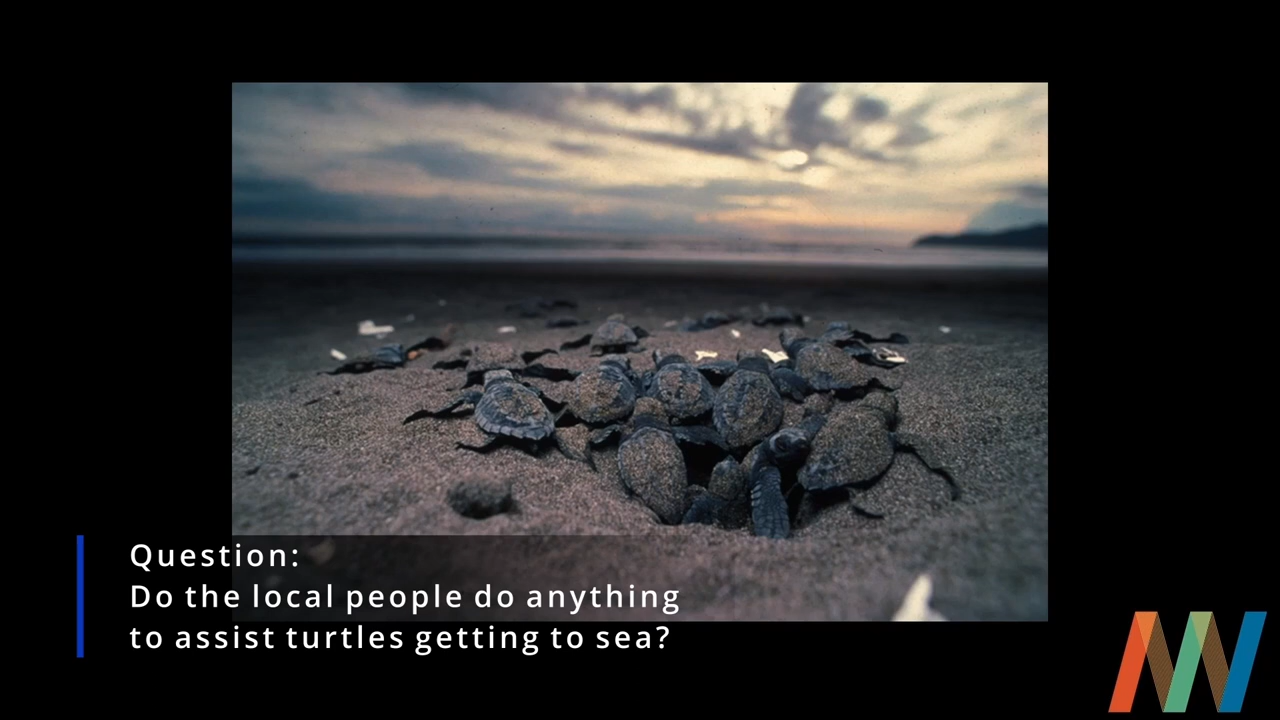 Question:
Do the local people do anything
to assist turtles getting to sea?